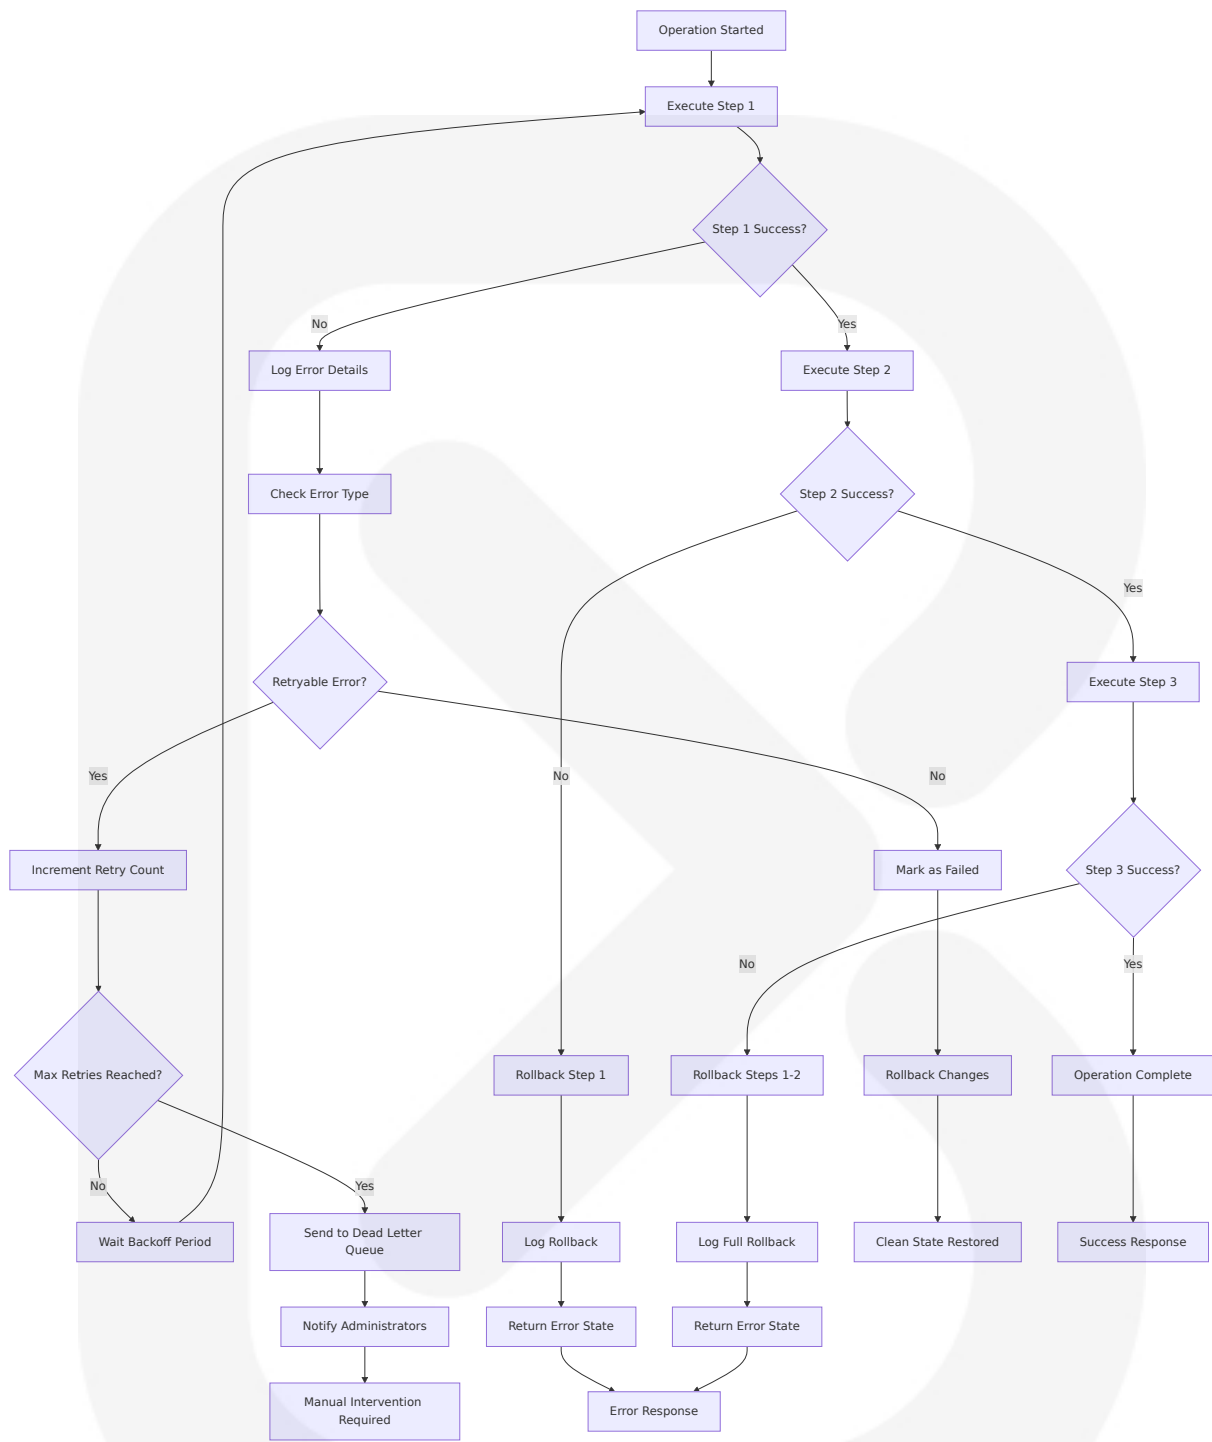 Operation Started
Execute Step 1
Step 1 Success?
No
Yes
Log Error Details
Execute Step 2
Check Error Type
Step 2 Success?
Yes
Retryable Error?
Execute Step 3
Yes
No
No
Increment Retry Count
Mark as Failed
Step 3 Success?
No
Yes
Max Retries Reached?
Rollback Step 1
Rollback Steps 1-2
Rollback Changes
Operation Complete
No
Yes
Wait Backoff Period
Send to Dead Letter
Queue
Log Rollback
Log Full Rollback
Clean State Restored
Success Response
Notify Administrators
Return Error State
Return Error State
Manual Intervention
Required
Error Response